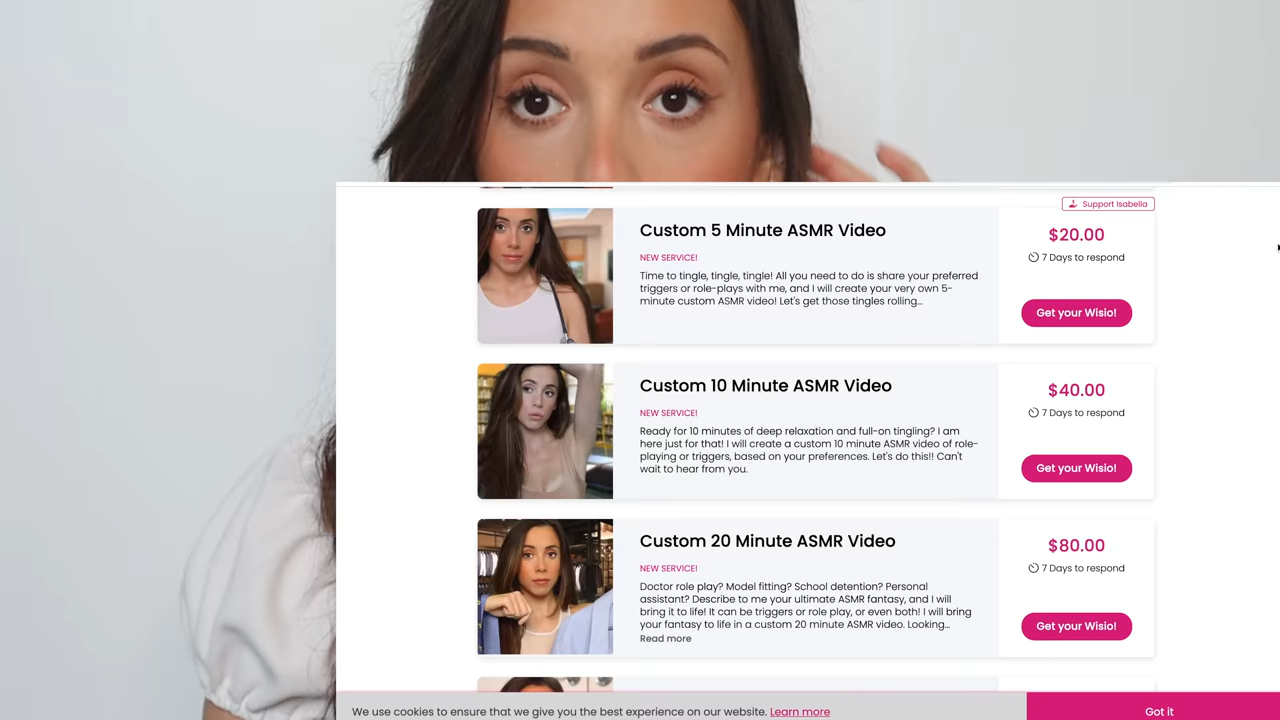 Support Isabella
Custom 5 Minute ASMR Video
$20.00
NEW SERVICE!
7 Days to respond
Time to tingle, tingle, tingle! All you need to do is share your preferred
triggers or role-plays with me, and I will create your very own 5-
minute custom ASMR video! Let's get those tingles rolling...
Get your Wisio!
Custom 10 Minute ASMR Video
$40.00
NEW SERVICE!
7 Days to respond
Ready for 10 minutes of deep relaxation and full-on tingling? I am
here just for that! I will create a custom 10 minute ASMR video of role-
playing or triggers, based on your preferences. Let's do this!! Can't
wait to hear from you.
Get your Wisio!
Custom 20 Minute ASMR Video
$80.00
NEW SERVICE!
7 Days to respond
Doctor role play? Model fitting? School detention? Personal
assistant? Describe to me your ultimate ASMR fantasy, and I will
bring it to life! It can be triggers or role play, or even both! I will bring
your fantasy to life in a custom 20 minute ASMR video. Looking...
Read more
Get your Wisio!
We use cookies to ensure that we give you the best experience on our website. Learn more
Got it